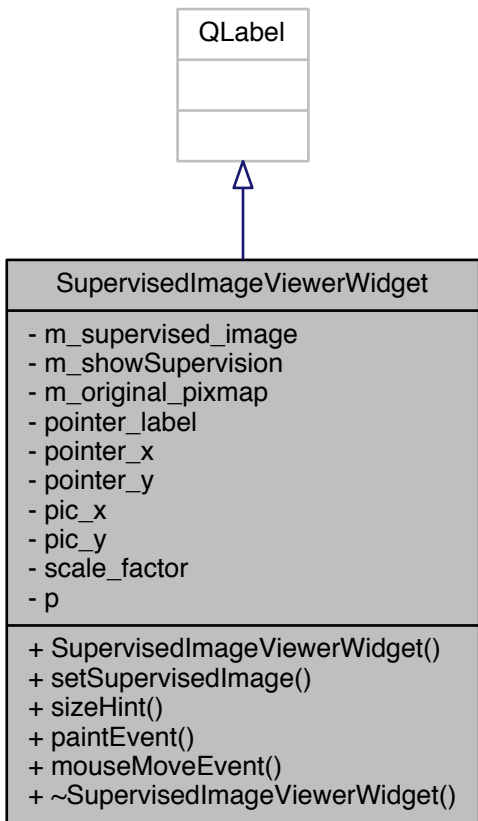 QLabel
SupervisedImageViewerWidget
- m_supervised_image
- m_showSupervision
- m_original_pixmap
- pointer_label
- pointer_x
- pointer_y
- pic_x
- pic_y
- scale_factor
- p
+ SupervisedImageViewerWidget()
+ setSupervisedImage()
+ sizeHint()
+ paintEvent()
+ mouseMoveEvent()
+ ~SupervisedImageViewerWidget()